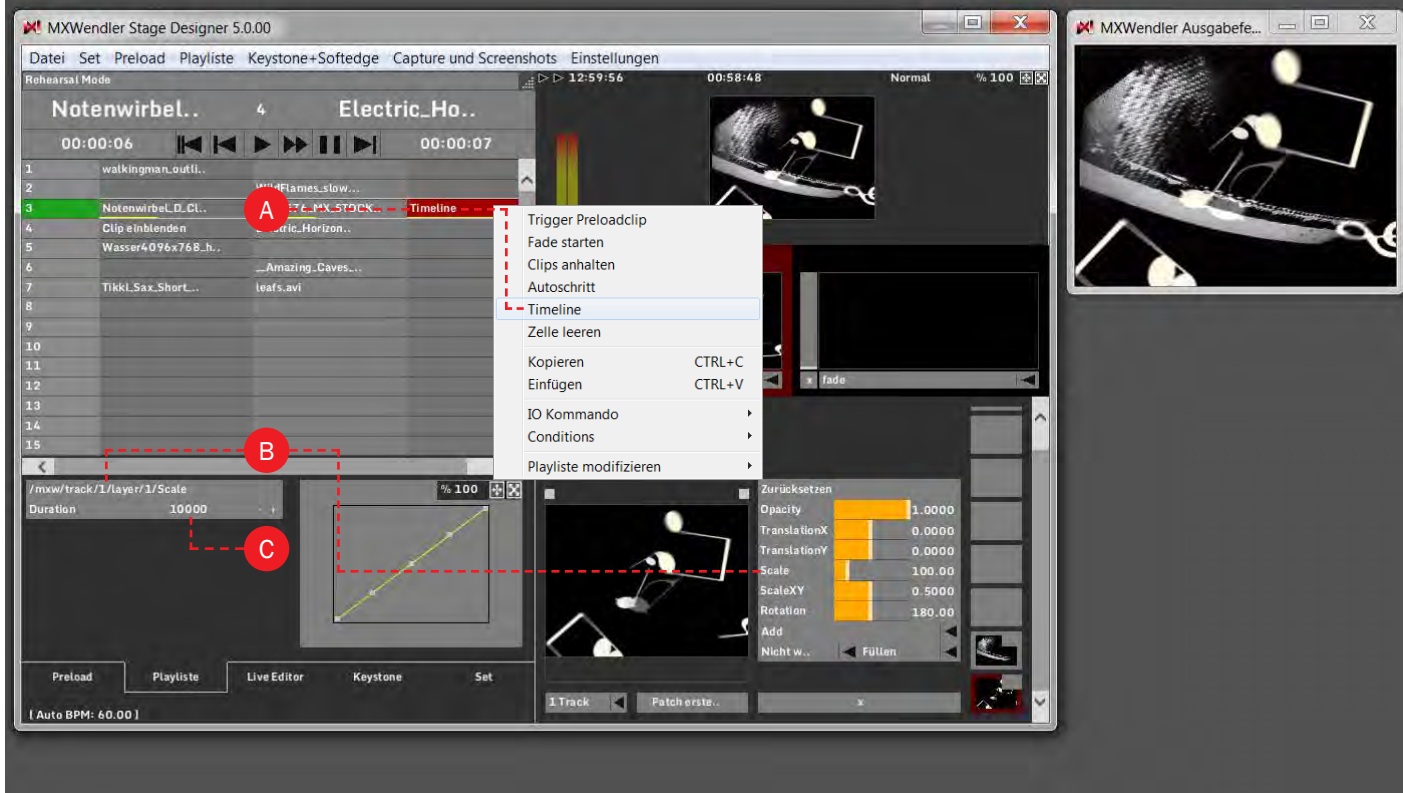 MXWendler Stage Designer 5.0.00
Datei Set Preload Playliste Keystone+Softedge Capture und Screenshots Einstellungen
Rehearsal Mode
Notenwirbel.. 4 Electric_Ho..
00:00:06 00:00:07
1 walkingman_outli..
2 WildFlames_slow...
3 Notenwirbel_D_Cl.. A _MX_STOCK.. Timeline
4 Clip einblenden Electric_Horizon..
5 Wasser4096x768_h..
6 __Amazing_Caves_...
7 Tikkl_Sax_Short_... leafs.avi
8
9
10
11
12
13
14
15
B
/mxw/track/1/layer/1/Scale
Duration 10000 - +
C
% 100
Preload Playliste Live Editor Keystone Set
[ Auto BPM: 60.00 ]
12:59:56 00:58:48 Normal % 100
Trigger Preloadclip
Fade starten
Clips anhalten
Autoschritt
Timeline
Zelle leeren
Kopieren CTRL+C
Einfügen CTRL+V
IO Kommando
Conditions
Playliste modifizieren
x fade
Zurücksetzen
Opacity 1.0000
TranslationX 0.0000
TranslationY 0.0000
Scale 100.00
ScaleXY 0.5000
Rotation 180.00
Add
Nicht w.. Füllen
1 Track Patch erste.. x
MXWendler Ausgabefe...